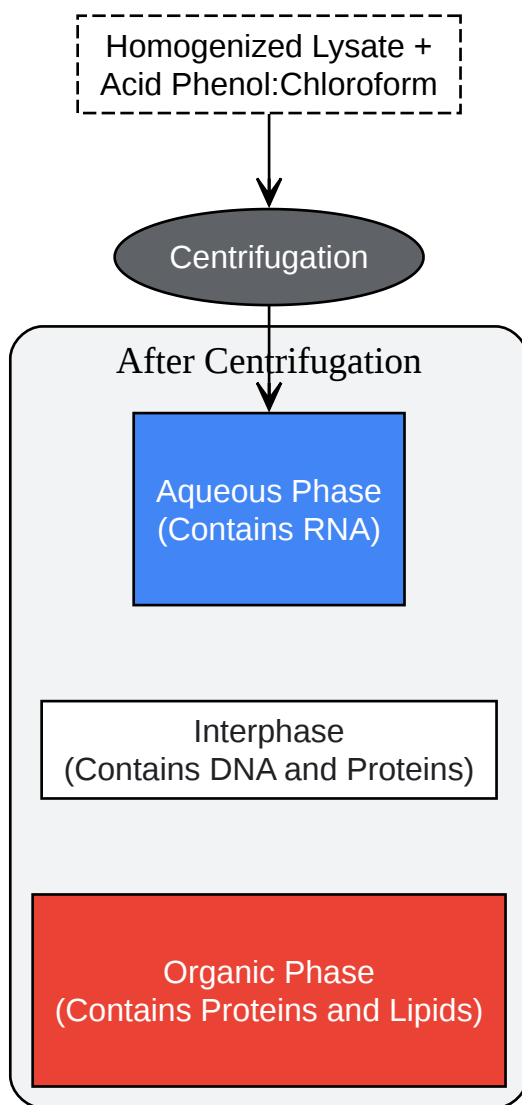 Homogenized Lysate +
Acid Phenol:Chloroform
Centrifugation
After Centrifugation
Aqueous Phase
(Contains RNA)
Interphase
(Contains DNA and Proteins)
Organic Phase
(Contains Proteins and Lipids)